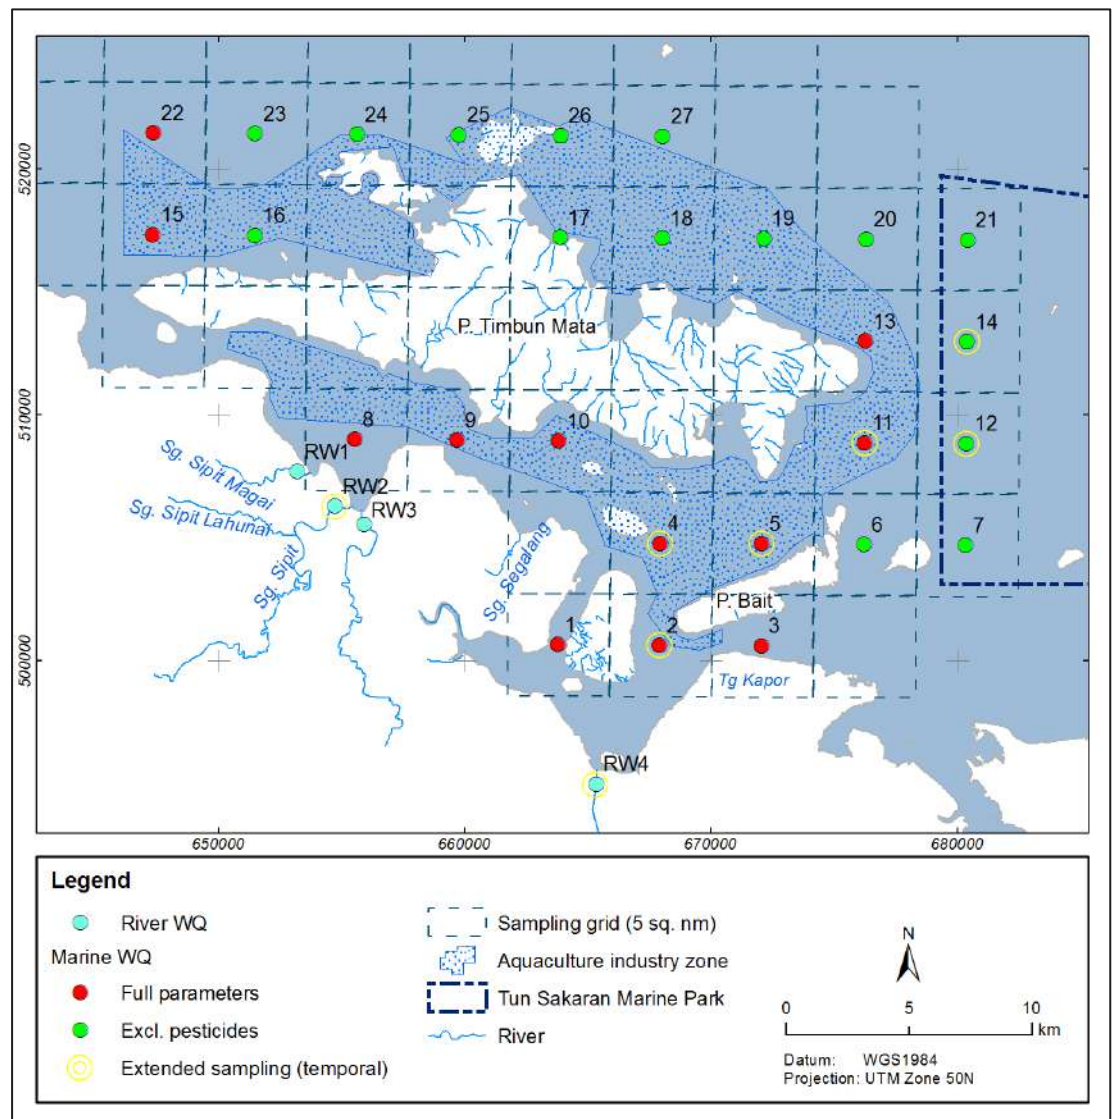 22
23
24
25
26
27
520000
15
16
17
18
19
20
21
P. Timbun Mata
13
14
510000
8
9
10
11
12
RW1
Sg. Sipit Magai
RW2
Sg. Sipit Lahundai
RW3
Sg. Sipit
Sg. Segalang
4
5
6
7
P. Bait
1
2
3
500000
Tg Kapor
RW4
650000
660000
670000
680000
Legend
River WQ
Marine WQ
Full parameters
Excl. pesticides
Extended sampling (temporal)
Sampling grid (5 sq. nm)
Aquaculture industry zone
Tun Sakaran Marine Park
River
N
0 5 10
km
Datum: WGS1984
Projection: UTM Zone 50N